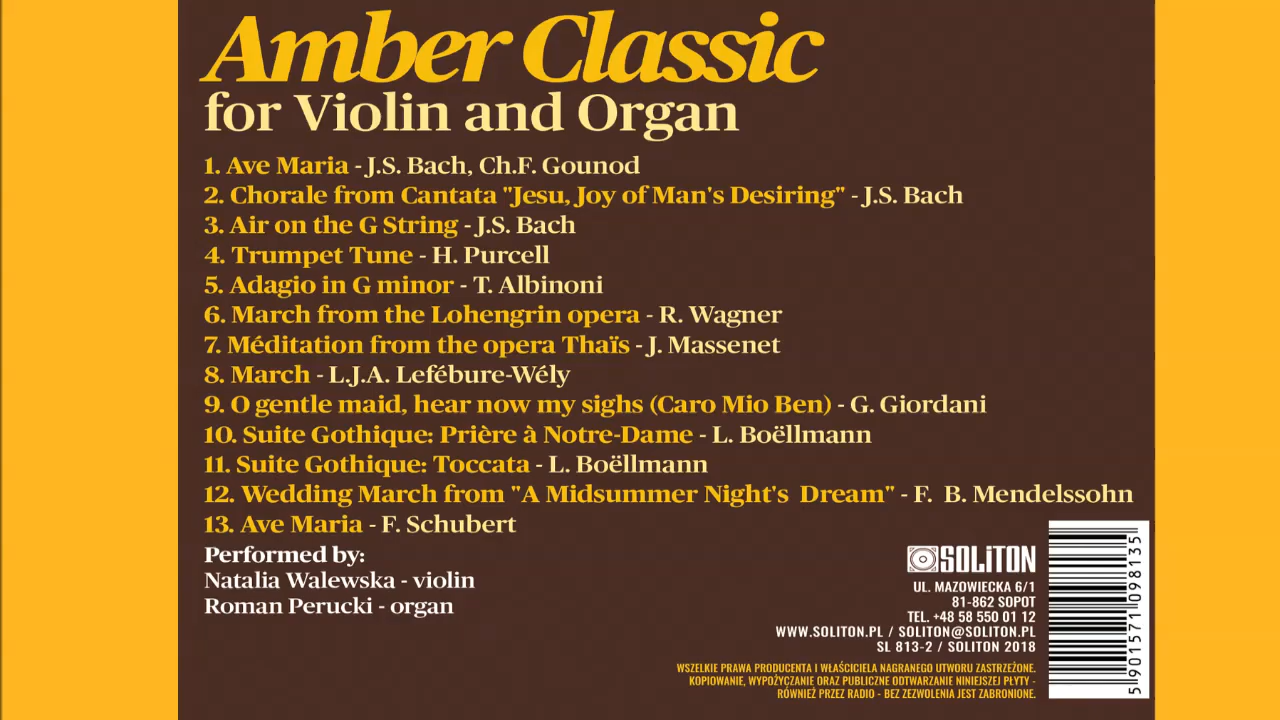 Amber Classic
for Violin and Organ
1. Ave Maria - J.S. Bach, Ch.F. Gounod
2. Chorale from Cantata "Jesu, Joy of Man's Desiring" - J.S. Bach
3. Air on the G String - J.S. Bach
4. Trumpet Tune - H. Purcell
5. Adagio in G minor - T. Albinoni
6. March from the Lohengrin opera - R. Wagner
7. Méditation from the opera Thaïs - J. Massenet
8. March - L.J.A. Lefébure-Wély
9. O gentle maid, hear now my sighs (Caro Mio Ben) - G. Giordani
10. Suite Gothique: Prière à Notre-Dame - L. Boëllmann
11. Suite Gothique: Toccata - L. Boëllmann
12. Wedding March from "A Midsummer Night's Dream" - F. B. Mendelssohn
13. Ave Maria - F. Schubert
Performed by:
Natalia Walewska - violin
Roman Perucki - organ
SOLITON
UL. MAZOWIECKA 6/1
81-862 SOPOT
TEL. +48 58 550 01 12
WWW.SOLITON.PL / SOLITON@SOLITON.PL
SL 813-2 / SOLITON 2018
WSZELKIE PRAWA PRODUCENTA I WŁAŚCICIELA NAGRANEGO UTWORU ZASTRZEŻONE.
KOPIOWANIE, WYPOŻYCZANIE ORAZ PUBLICZNE ODTWARZANIE NINIEJSZEJ PŁYTY -
RÓWNIEŻ PRZEZ RADIO - BEZ ZEZWOLENIA JEST ZABRONIONE.
5 901571 098135